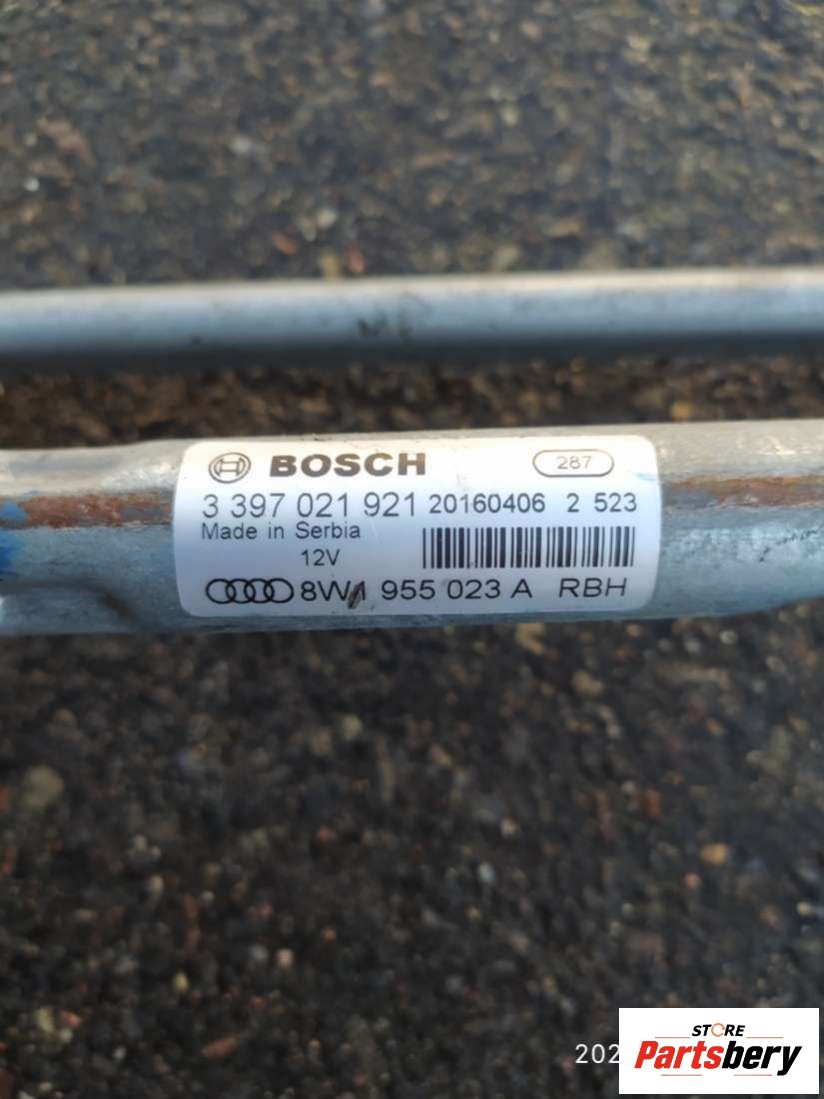 BOSCH 287
3 397 021 921 20160406 2 523
Made in Serbia
12V
8W1 955 023 A RBH
STORE
Partsbery
202